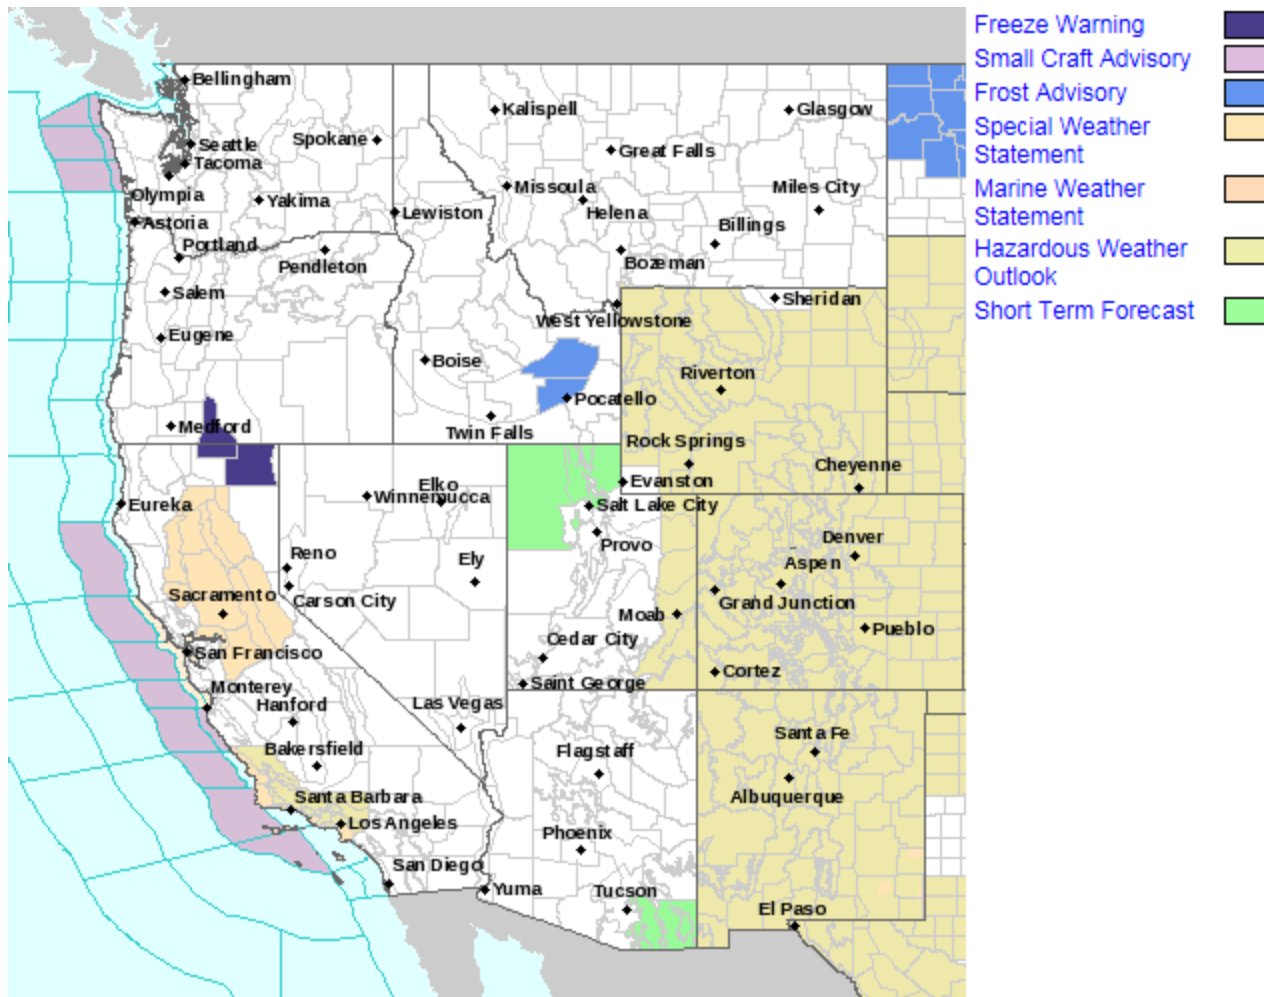 Freeze Warning
Small Craft Advisory
Frost Advisory
Special Weather
Statement
Marine Weather
Statement
Hazardous Weather
Outlook
Short Term Forecast
Bellingham
Kalispell
Glasgow
Seattle
Spokane
Great Falls
Tacoma
Olympia
Yakima
Missoula
Miles City
Astoria
Lewiston
Helena
Portland
Billings
Pendleton
Bozeman
Salem
Sheridan
West Yellowstone
Eugene
Boise
Riverton
Pocatello
Medford
Twin Falls
Rock Springs
Cheyenne
Elko
Evanston
Winnemucca
Eureka
Salt Lake City
Denver
Provo
Reno
Ely
Aspen
Sacramento
Carson City
Grand Junction
Moab
Pueblo
Cedar City
San Francisco
Cortez
Saint George
Monterey
Hanford
Las Vegas
Santa Fe
Bakersfield
Flagstaff
Santa Barbara
Albuquerque
Los Angeles
Phoenix
San Diego
Yuma
Tucson
El Paso